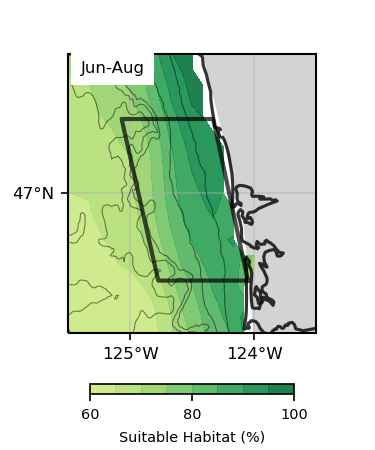 Jun-Aug
47°N
125°W 124°W
60 80 100
Suitable Habitat (%)